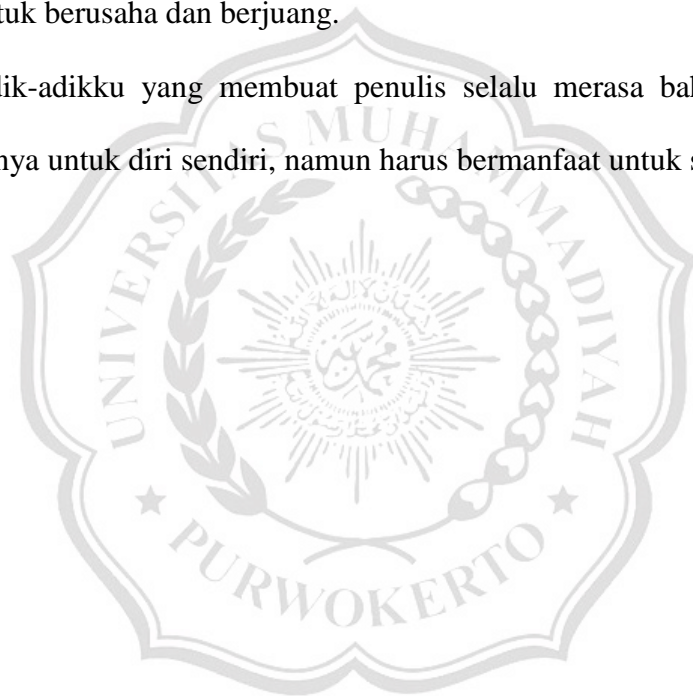 tuk berusaha dan berjuang.
dik-adikku yang membuat penulis selalu merasa bal
nya untuk diri sendiri, namun harus bermanfaat untuk s
UNIVERSITAS MUHAMMADIYAH
PURWOKERTO